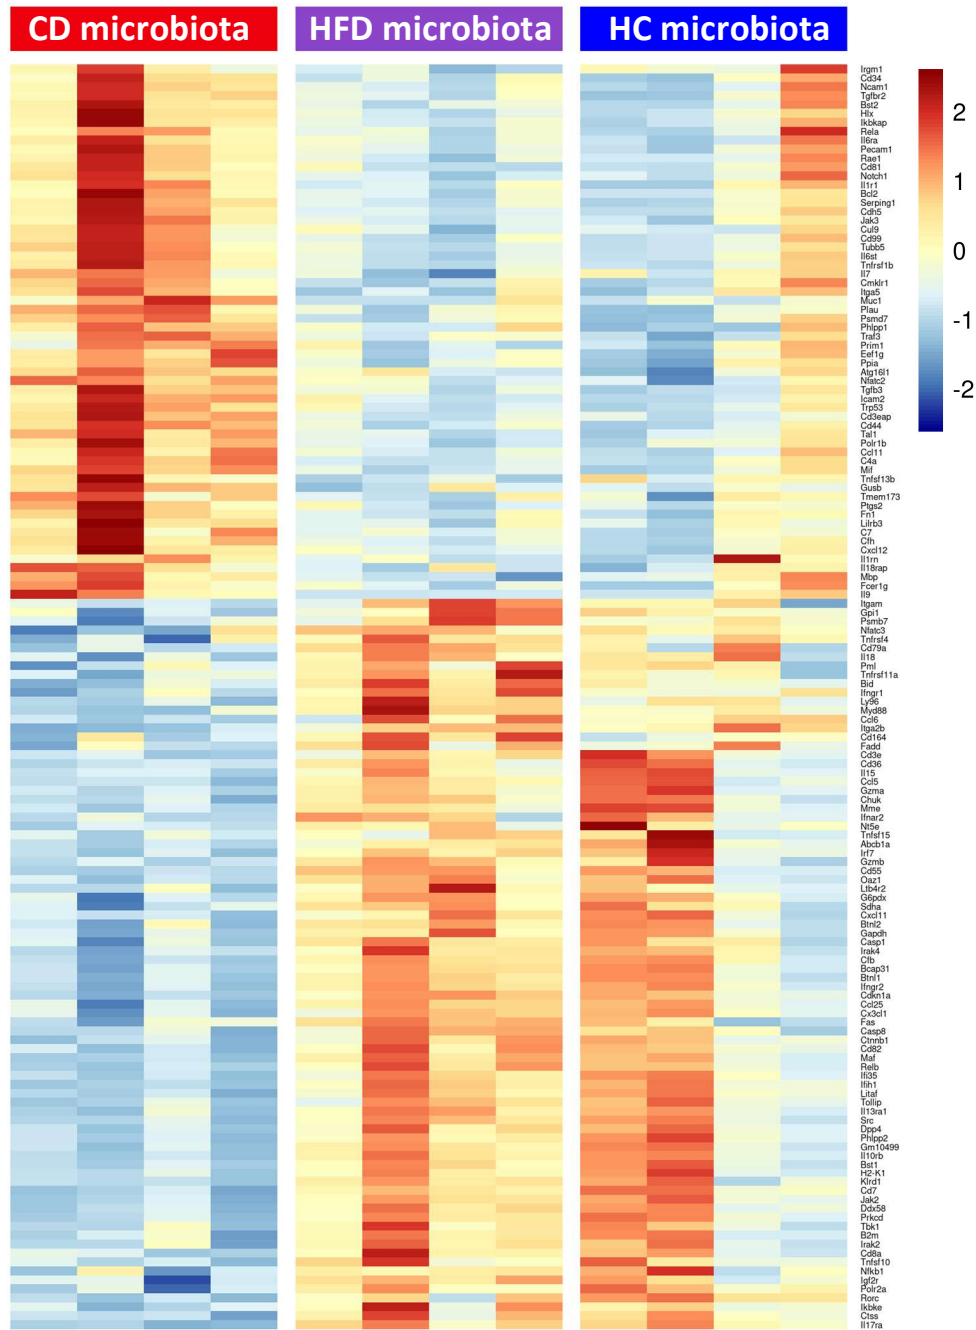 CD microbiota
HFD microbiota
HC microbiota
Irgm1
Cd34
Ncam1
Tgfbr2
Bst2
Hlx
Ikbkap
Rela
Il6ra
Pecam1
Rae1
Cd81
Notch1
Il1r1
Bcl2
Serping1
Cdh5
Jak3
Cul9
Cd99
Tubb5
Il6st
Tnfrsf1b
Il7
Cmklr1
Itga5
Muc1
Plau
Psmd7
Phlpp1
Traf3
Prim1
Eef1g
Ppia
Atg16l1
Nfatc2
Tgfb3
Icam2
Trp53
Cd3eap
Cd44
Tal1
Polr1b
Ccl11
C4a
Mif
Tnfsf13b
Gusb
Tmem173
Ptgs2
Fn1
Lilrb3
C7
Cfh
Cxcl12
Il1rn
Il18rap
Mbp
Fcer1g
Il9
Itgam
Gpi1
Psmb7
Nfatc3
Tnfrsf4
Cd79a
Il18
Pml
Tnfrsf11a
Bid
Ifngr1
Ly96
Myd88
Ccl6
Itga2b
Cd164
Fadd
Cd3e
Cd36
Il15
Ccl5
Gzma
Chuk
Mme
Ifnar2
Nt5e
Tnfsf15
Abcb1a
Irf7
Gzmb
Cd55
Oaz1
Ltb4r2
G6pdx
Sdha
Cxcl11
Btnl2
Gapdh
Casp1
Irak4
Cfb
Bcap31
Btnl1
Ifngr2
Cdkn1a
Ccl25
Cx3cl1
Fas
Casp8
Ctnnb1
Cd82
Maf
Relb
Ifi35
Ifih1
Litaf
Tollip
Il13ra1
Src
Dpp4
Phlpp2
Gm10499
Il10rb
Bst1
H2-K1
Klrd1
Cd7
Jak2
Ddx58
Prkcd
Tbk1
B2m
Irak2
Cd8a
Tnfsf10
Nfkb1
Igf2r
Polr2a
Rorc
Ikbke
Ctss
Il17ra
2
1
0
-1
-2